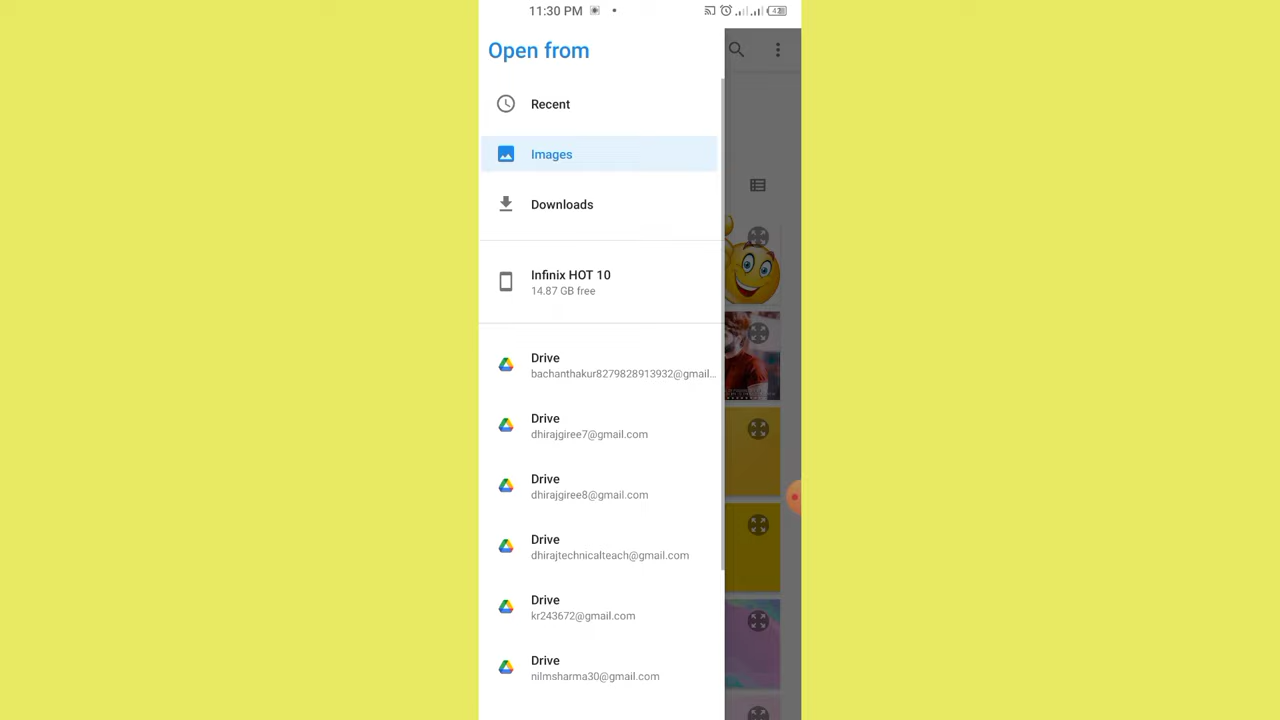 11:30 PM
Open from
Recent
Images
Downloads
Infinix HOT 10
14.87 GB free
Drive
bachanthakur8279828913932@gmail...
Drive
dhirajgiree7@gmail.com
Drive
dhirajgiree8@gmail.com
Drive
dhirajtechnicalteach@gmail.com
Drive
kr243672@gmail.com
Drive
nilmsharma30@gmail.com